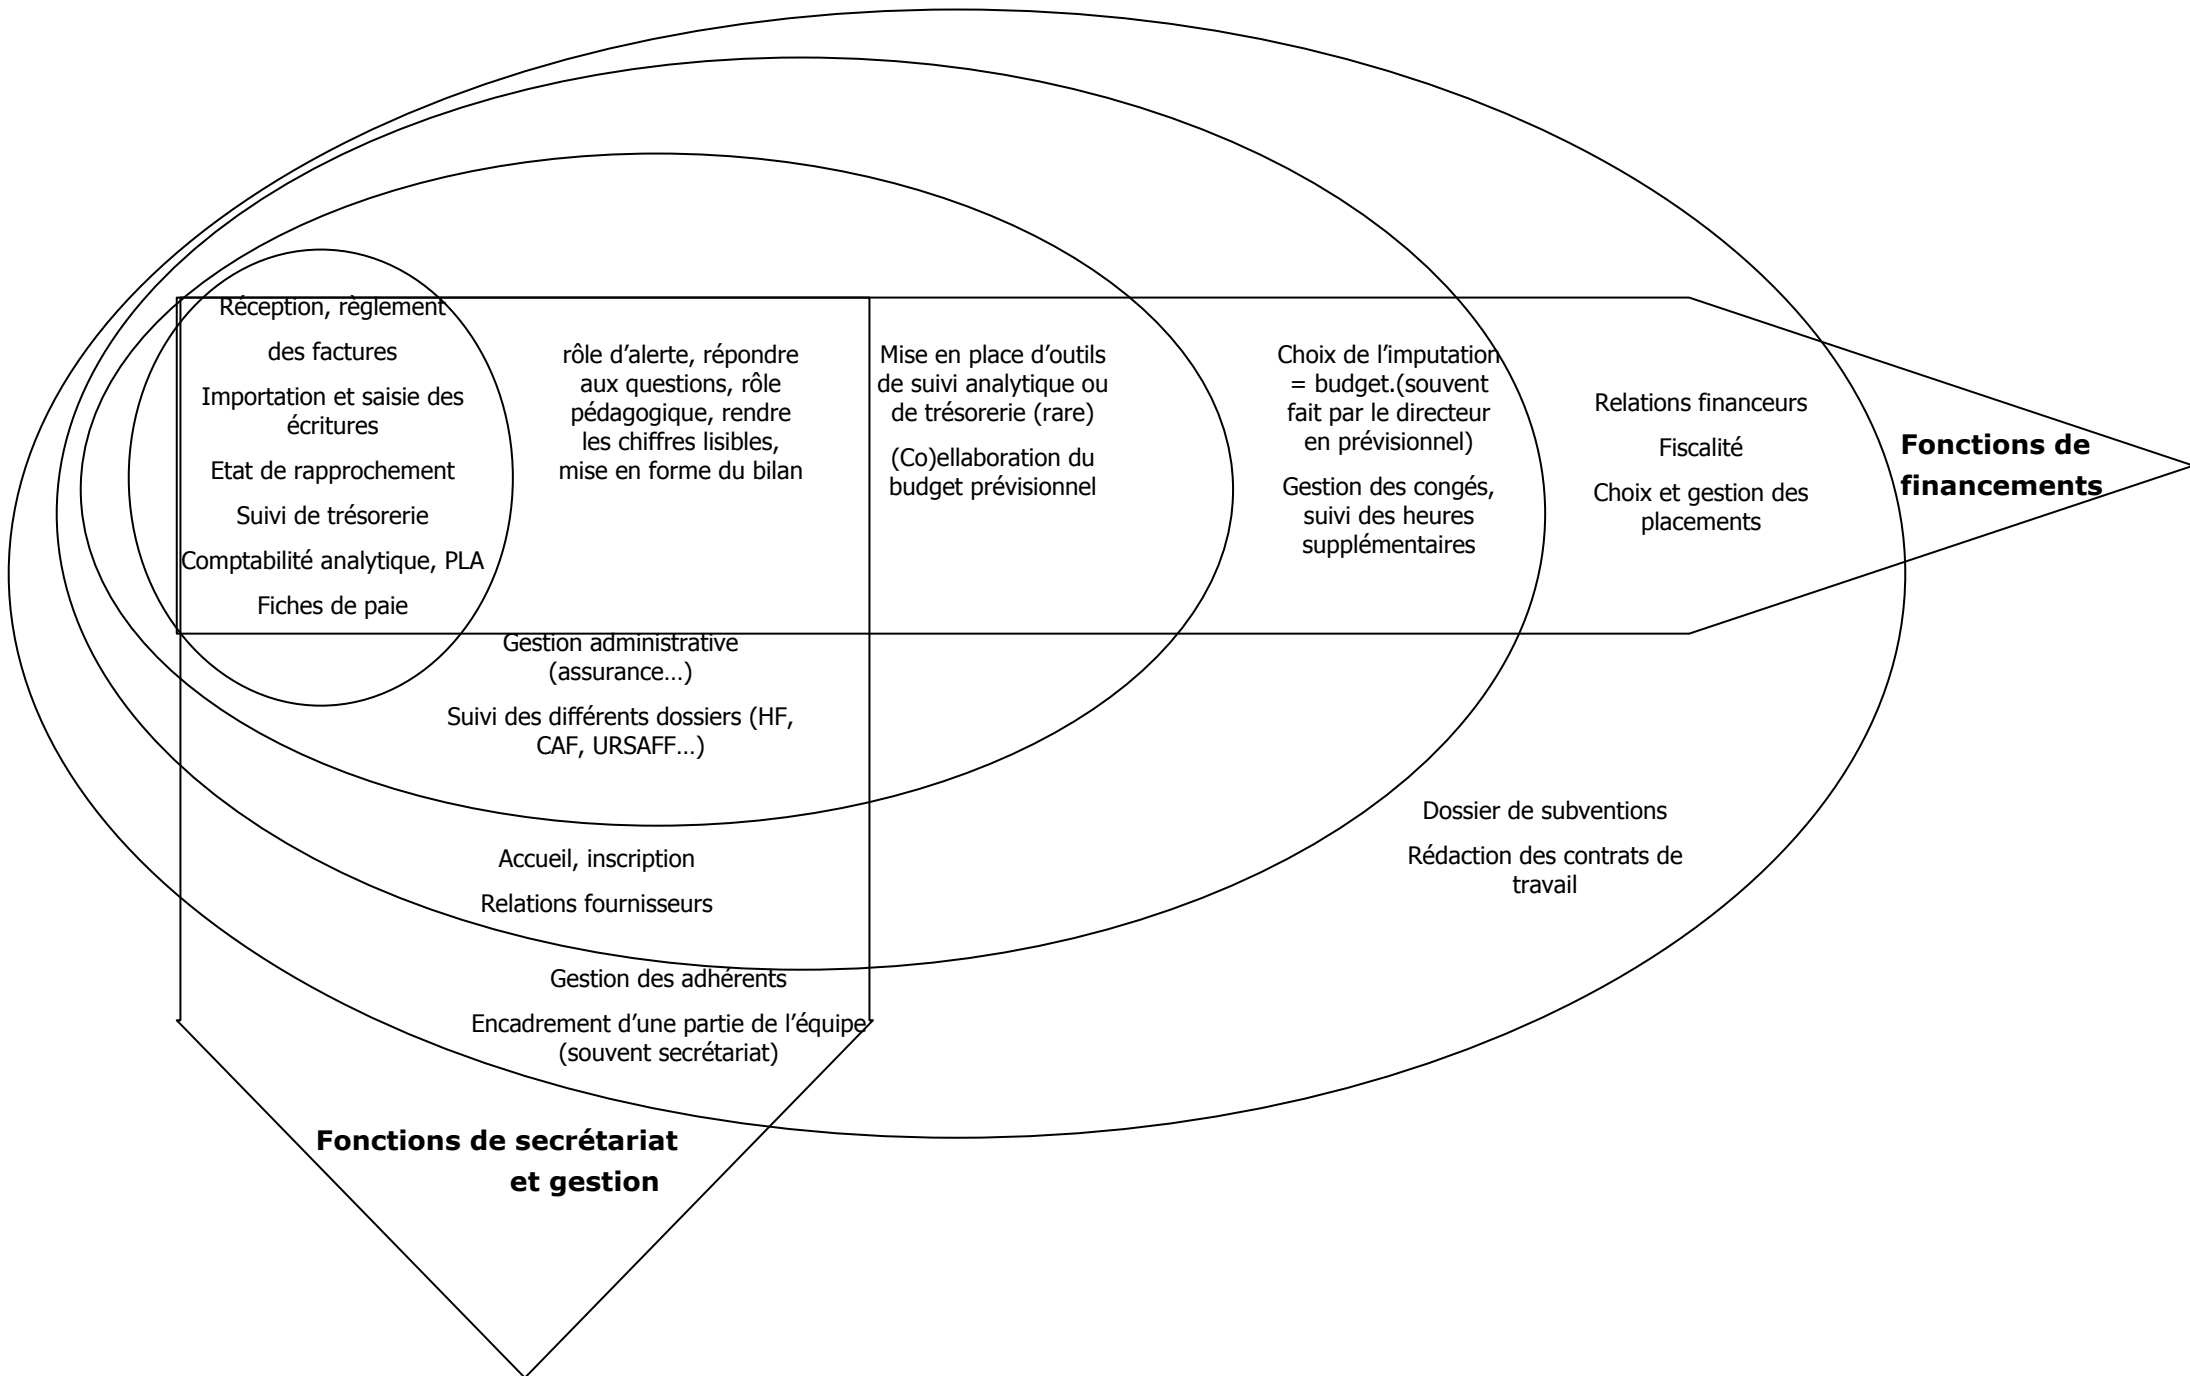 Réception, règlement
des factures
Importation et saisie des
écritures
Etat de rapprochement
Suivi de trésorerie
Comptabilité analytique, PLA
Fiches de paie
rôle d’alerte, répondre
aux questions, rôle
pédagogique, rendre
les chiffres lisibles,
mise en forme du bilan
Mise en place d’outils
de suivi analytique ou
de trésorerie (rare)
(Co)ellaboration du
budget prévisionnel
Choix de l’imputation
= budget.(souvent
fait par le directeur
en prévisionnel)
Gestion des congés,
suivi des heures
supplémentaires
Relations financeurs
Fiscalité
Choix et gestion des
placements
Fonctions de
financements
Gestion administrative
(assurance…)
Suivi des différents dossiers (HF,
CAF, URSAFF…)
Accueil, inscription
Relations fournisseurs
Dossier de subventions
Rédaction des contrats de
travail
Gestion des adhérents
Encadrement d’une partie de l’équipe
(souvent secrétariat)
Fonctions de secrétariat
et gestion